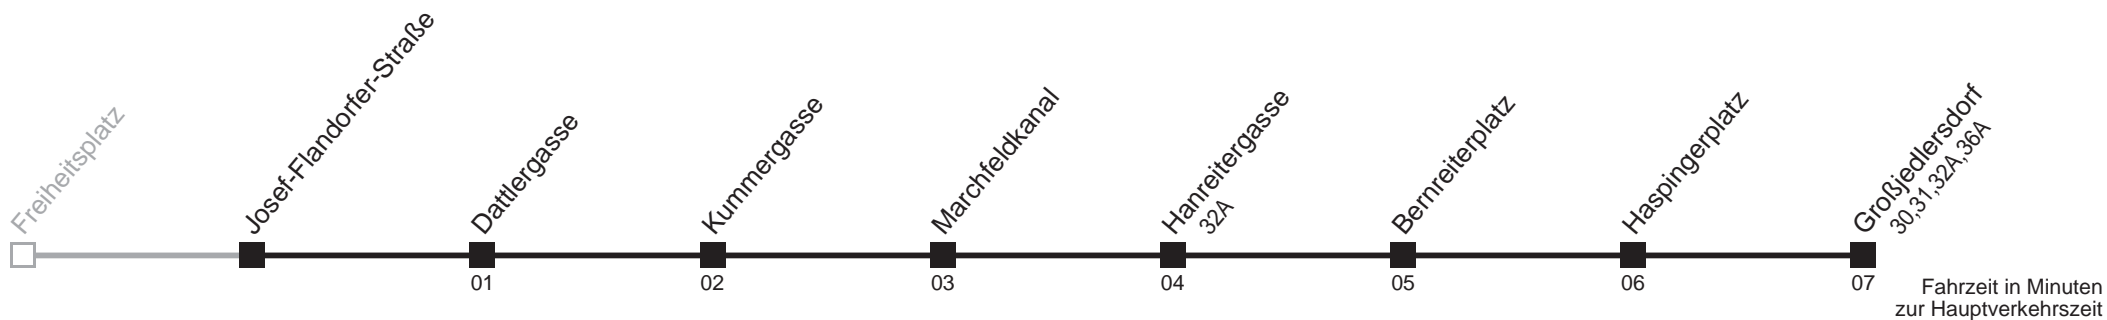 Freiheitsplatz
Josef-Flandorfer-Straße
Dattlergasse
Kummergasse
Marchfeldkanal
Hanreitergasse
32A
Bernreiterplatz
Haspingerplatz
Großjedlersdorf
30,31,32A,36A
01
02
03
04
05
06
07
Fahrzeit in Minuten
zur Hauptverkehrszeit